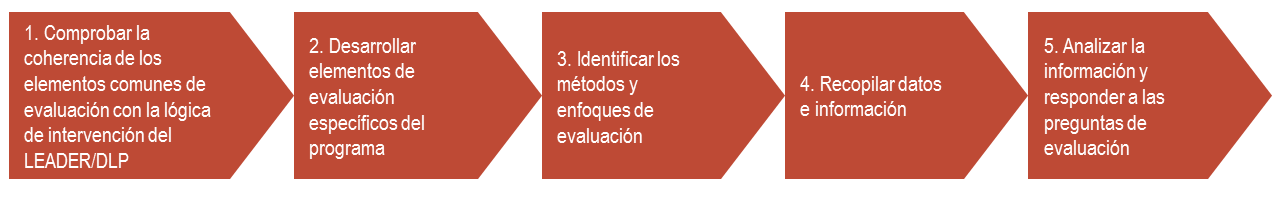 1. Comprobar la
coherencia de los
elementos comunes de
evaluación con la lógica
de intervención del
LEADER/DLP
2. Desarrollar
elementos de
evaluación
específicos del
programa
3. Identificar los
métodos y
enfoques de
evaluación
4. Recopilar datos
e información
5. Analizar la
información y
responder a las
preguntas de
evaluación